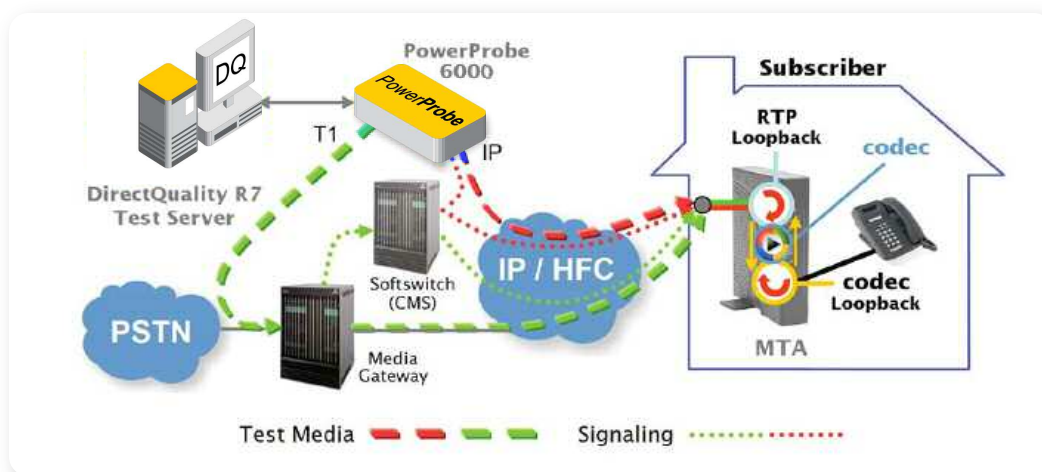 DQ
PowerProbe
6000
PowerProbe
Subscriber
T1
IP
RTP
Loopback
codec
DirectQuality R7
Test Server
IP / HFC
Softswitch
(CMS)
codec
Loopback
PSTN
MTA
Media
Gateway
Test Media
Signaling